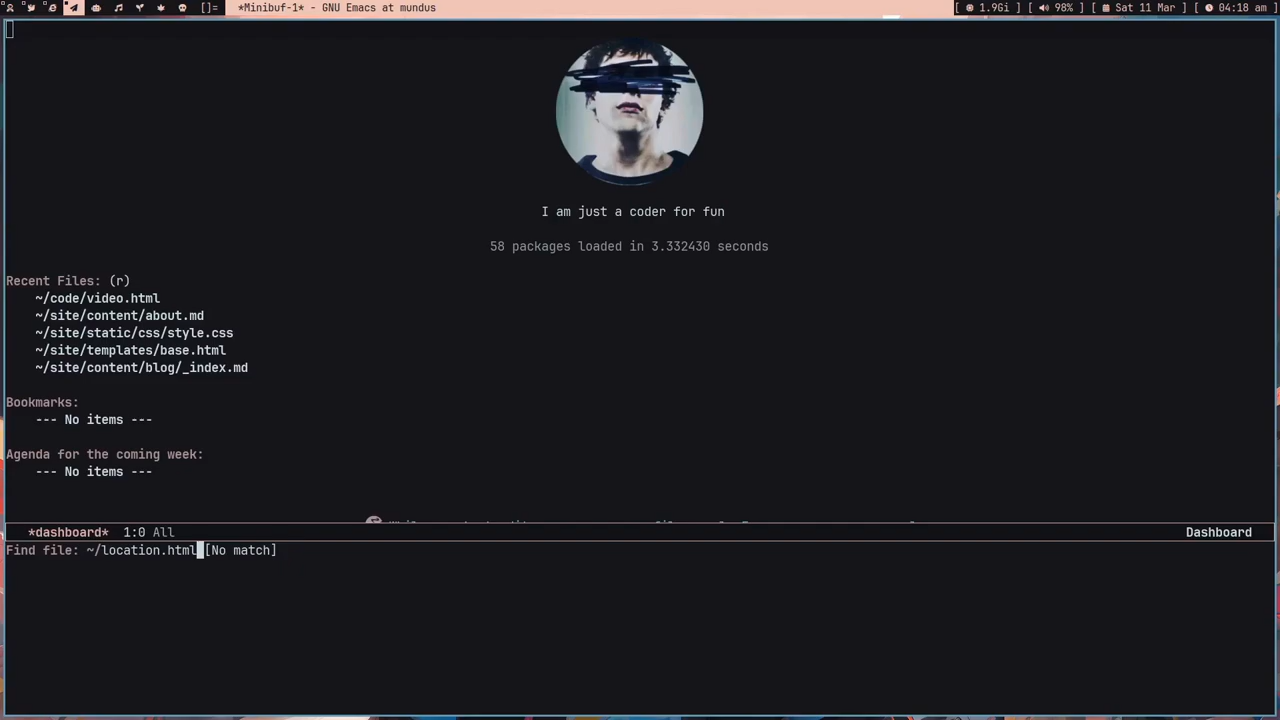 []= *Minibuf-1* - GNU Emacs at mundus [ 1.9Gi ] [ 98% ] [ Sat 11 Mar ] [ 04:18 am ]
I am just a coder for fun
58 packages loaded in 3.332430 seconds
Recent Files: (r)
~/code/video.html
~/site/content/about.md
~/site/static/css/style.css
~/site/templates/base.html
~/site/content/blog/_index.md
Bookmarks:
--- No items ---
Agenda for the coming week:
--- No items ---
*dashboard* 1:0 All Dashboard
Find file: ~/location.html [No match]